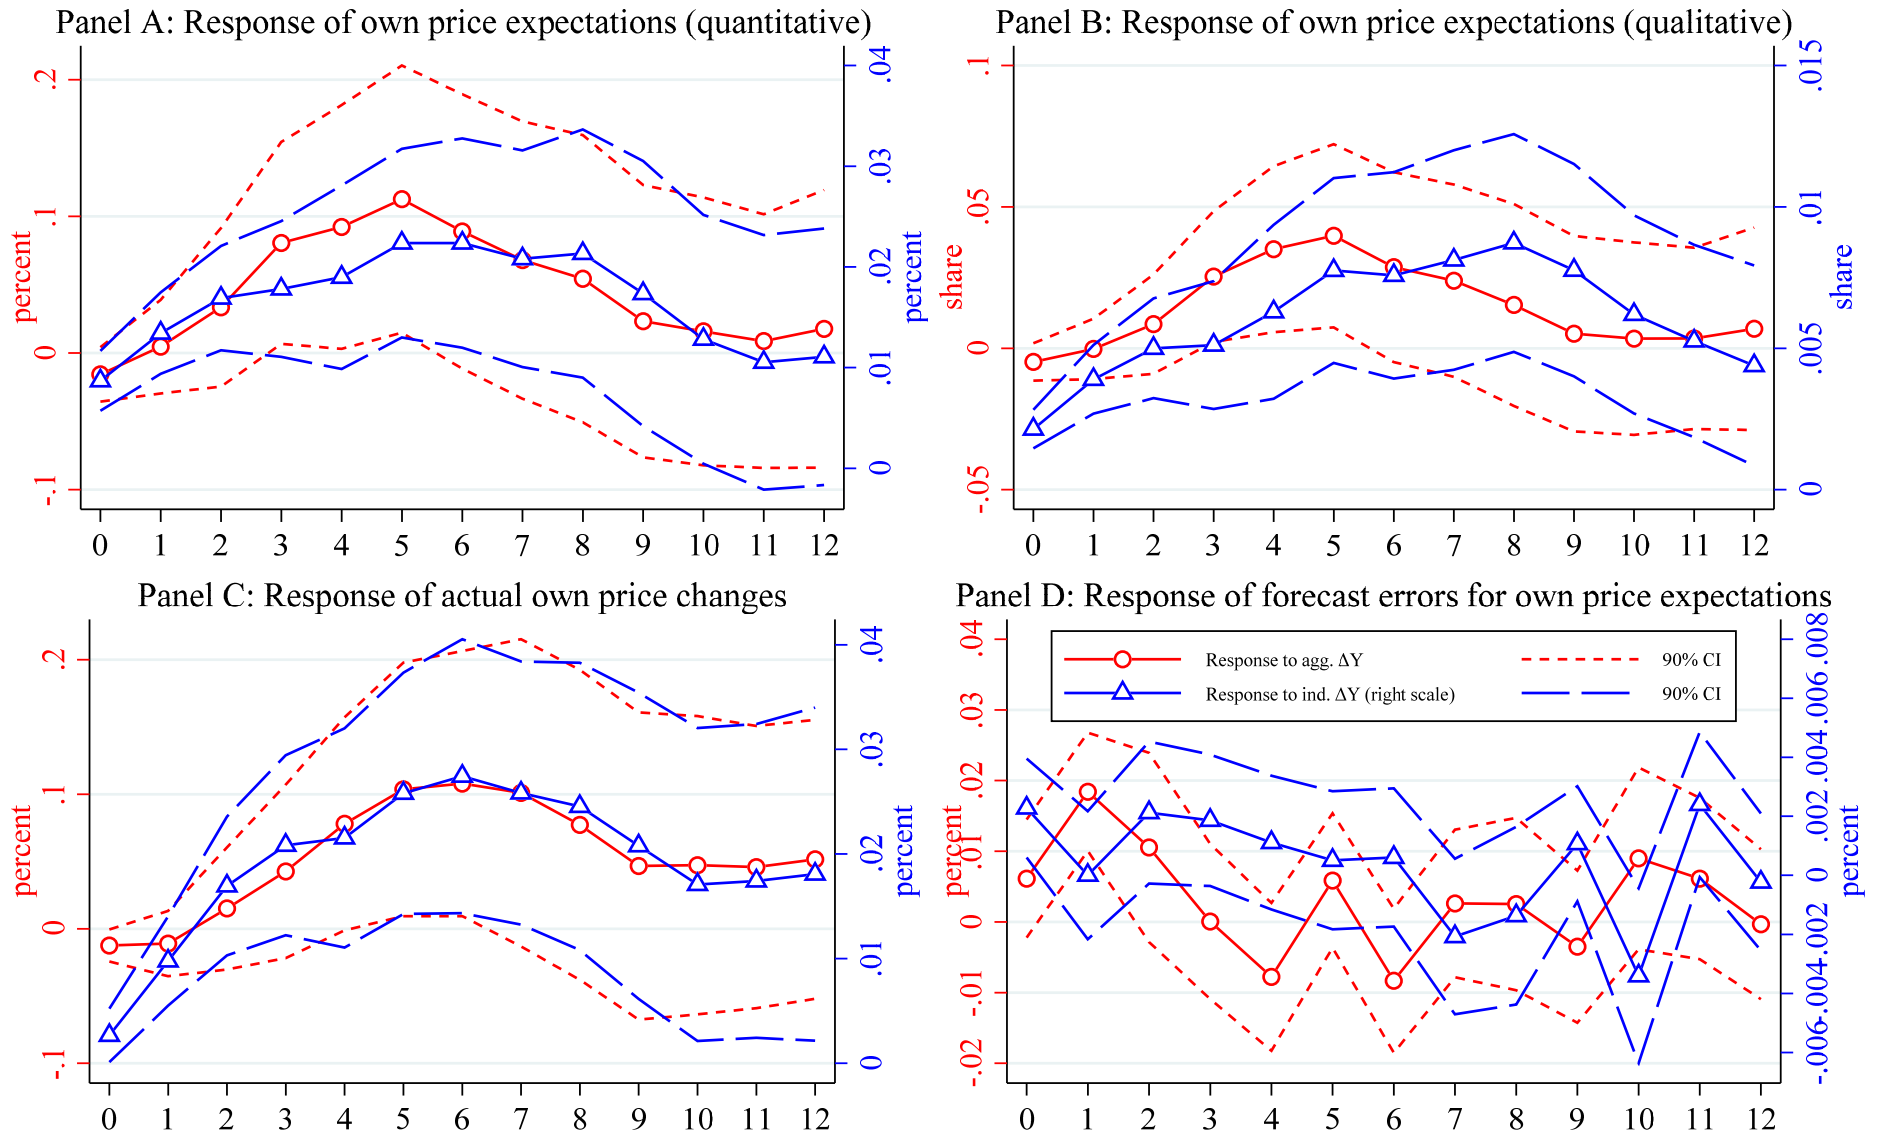 Panel A: Response of own price expectations (quantitative)
.2
.1
0
-.1
percent
.04
.03
.02
.01
0
percent
0 1 2 3 4 5 6 7 8 9 10 11 12
Panel B: Response of own price expectations (qualitative)
.1
.05
0
-.05
share
.015
.01
.005
0
share
0 1 2 3 4 5 6 7 8 9 10 11 12
Panel C: Response of actual own price changes
.2
.1
0
-.1
percent
.04
.03
.02
.01
0
percent
0 1 2 3 4 5 6 7 8 9 10 11 12
Panel D: Response of forecast errors for own price expectations
Response to agg. ΔY
90% CI
Response to ind. ΔY (right scale)
90% CI
.04
.03
.02
.01
0
-.01
-.02
percent
.008
.006
.004
.002
0
-.002
-.004
-.006
percent
0 1 2 3 4 5 6 7 8 9 10 11 12